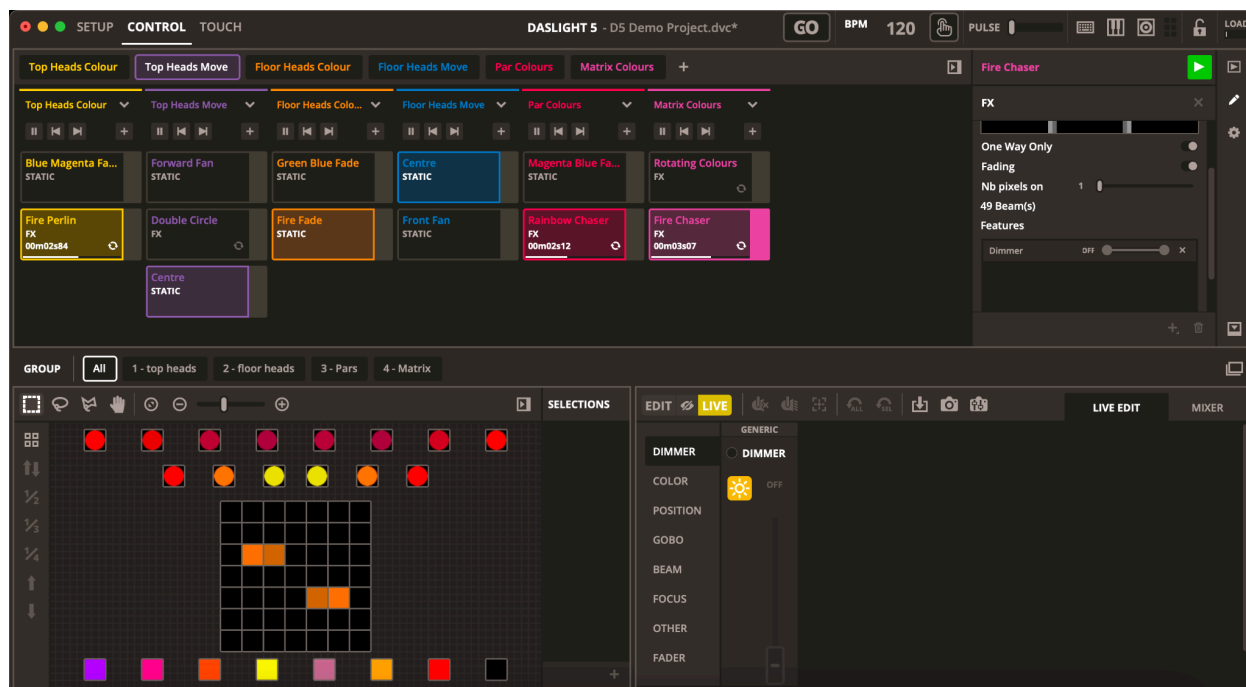 SETUP CONTROL TOUCH DASLIGHT 5 - D5 Demo Project.dvc* GO BPM 120 PULSE LOAD
Top Heads Colour Top Heads Move Floor Heads Colour Floor Heads Move Par Colours Matrix Colours + Fire Chaser
Top Heads Colour Top Heads Move Floor Heads Colo... Floor Heads Move Par Colours Matrix Colours
FX
One Way Only
Fading
Nb pixels on 1
49 Beam(s)
Features
Dimmer OFF
Blue Magenta Fa... Forward Fan Green Blue Fade Centre Magenta Blue Fa... Rotating Colours
STATIC STATIC STATIC STATIC STATIC FX
Fire Perlin Double Circle Fire Fade Front Fan Rainbow Chaser Fire Chaser
FX FX STATIC STATIC FX FX
00m02s84 00m02s12 00m03s07
Centre
STATIC
GROUP All 1 - top heads 2 - floor heads 3 - Pars 4 - Matrix
SELECTIONS
EDIT LIVE ALL SEL LIVE EDIT MIXER
GENERIC
DIMMER DIMMER
COLOR OFF
POSITION
GOBO
BEAM
FOCUS
OTHER
FADER
1/2
1/3
1/4